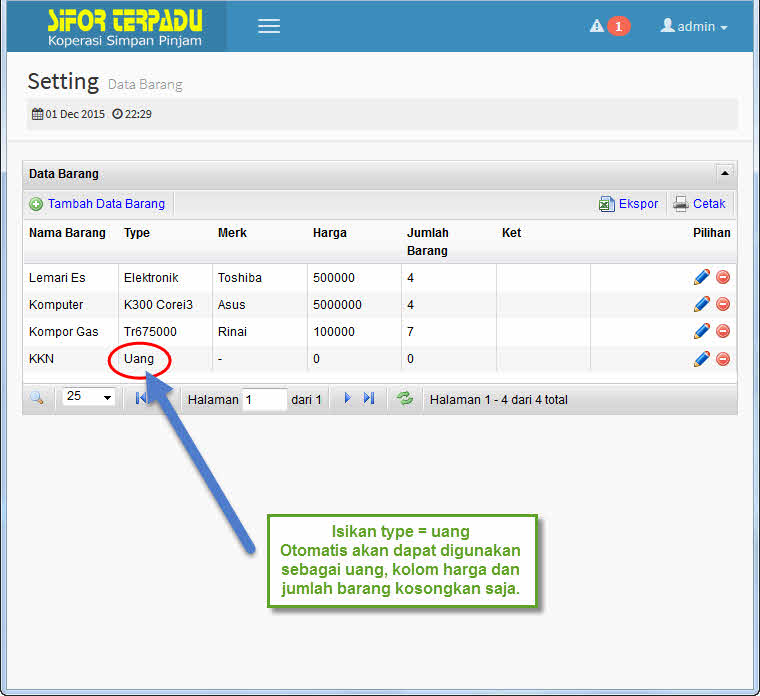 SIFOR TERPADU
Koperasi Simpan Pinjam
1
admin
Setting Data Barang
01 Dec 2015 22:29
Data Barang
Tambah Data Barang Ekspor Cetak
Nama Barang Type Merk Harga Jumlah Barang Ket Pilihan
Lemari Es Elektronik Toshiba 500000 4
Komputer K300 Corei3 Asus 5000000 4
Kompor Gas Tr675000 Rinai 100000 7
KKN Uang - 0 0
25 Halaman 1 dari 1 Halaman 1 - 4 dari 4 total
Isikan type = uang
Otomatis akan dapat digunakan
sebagai uang, kolom harga dan
jumlah barang kosongkan saja.